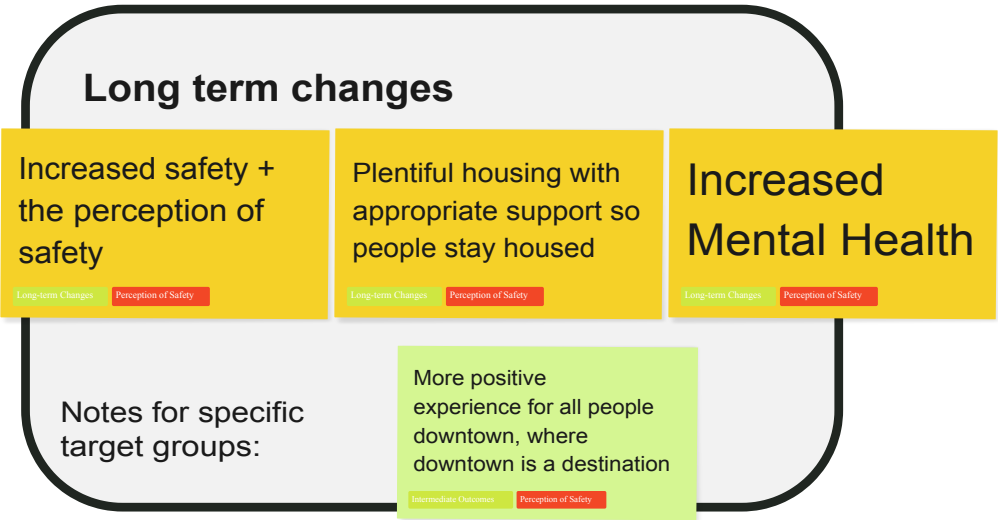 Long term changes
Increased safety +
the perception of
safety
Long-term Changes Perception of Safety
Plentiful housing with
appropriate support so
people stay housed
Long-term Changes Perception of Safety
Increased
Mental Health
Long-term Changes Perception of Safety
Notes for specific
target groups:
More positive
experience for all people
downtown, where
downtown is a destination
Intermediate Outcomes Perception of Safety